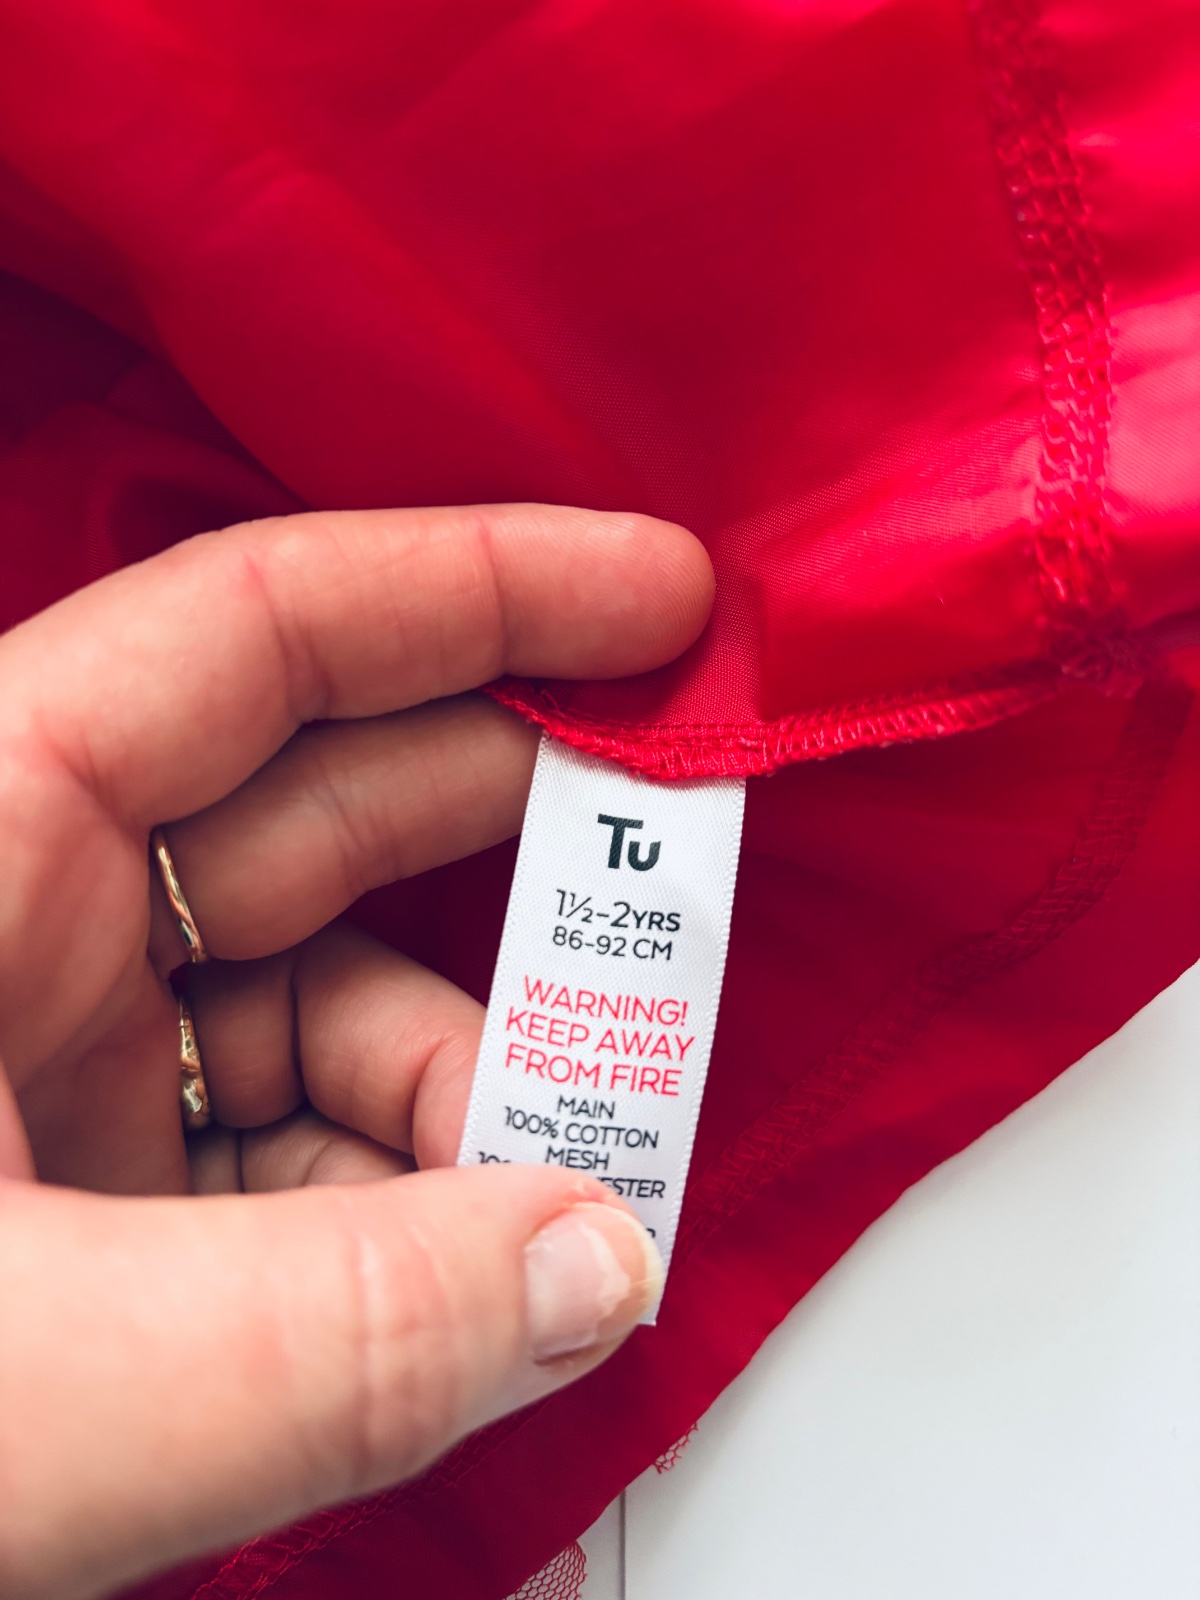 Tu
1½-2YRS
86-92 CM
WARNING!
KEEP AWAY
FROM FIRE
MAIN
100% COTTON
MESH